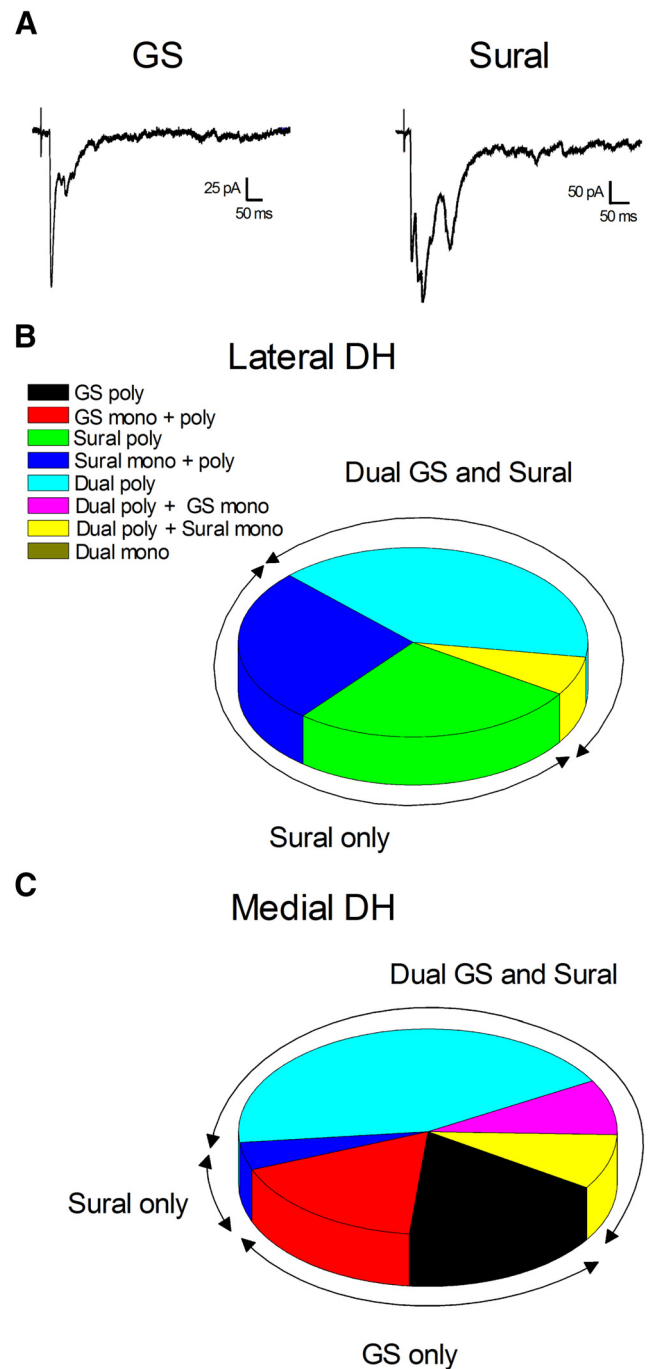 A
GS
Sural
25 pA
50 ms
50 pA
50 ms
B
Lateral DH
GS poly
GS mono + poly
Sural poly
Sural mono + poly
Dual poly
Dual poly + GS mono
Dual poly + Sural mono
Dual mono
Dual GS and Sural
Sural only
C
Medial DH
Dual GS and Sural
Sural only
GS only